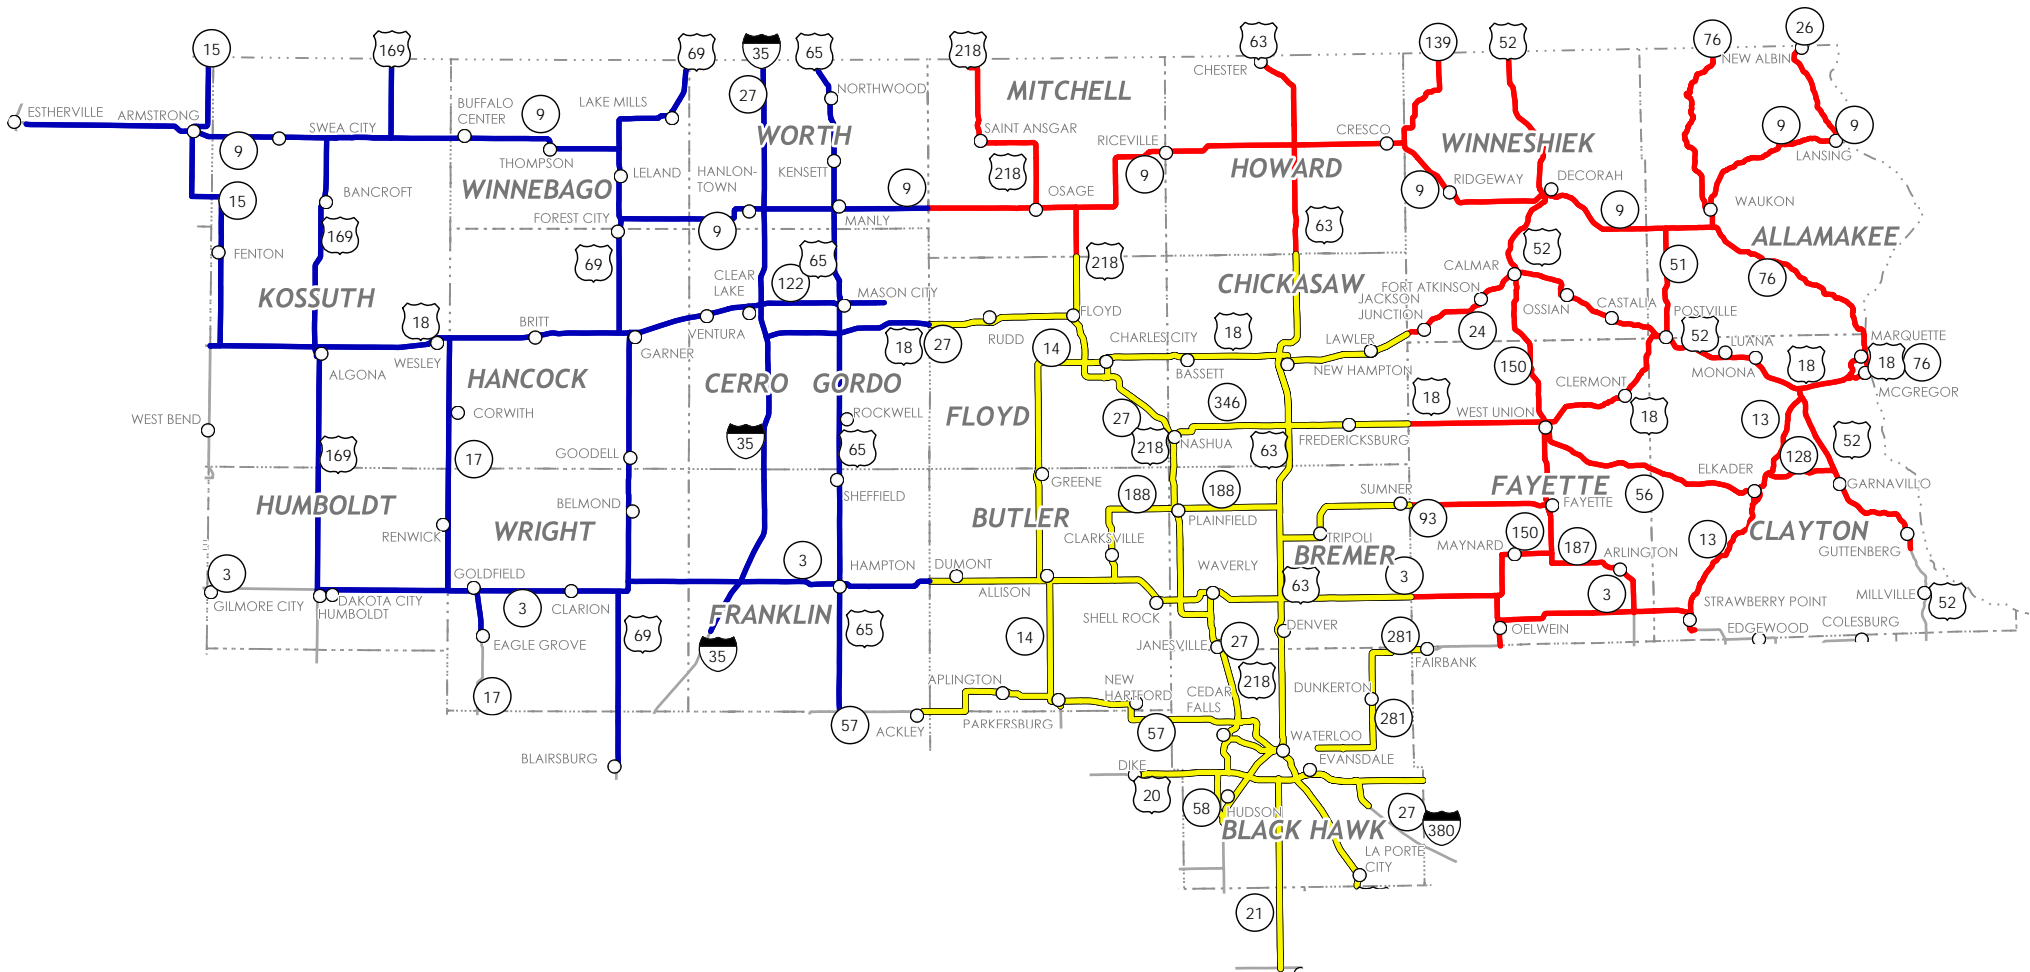 15
169
69
35
65
218
63
139
52
76
26
NEW ALBIN
CHESTER
27
NORTHWOOD
MITCHELL
ESTHERVILLE
ARMSTRONG
SWEA CITY
BUFFALO
CENTER
9
LAKE MILLS
WORTH
SAINT ANSGAR
RICEVILLE
CRESCO
WINNESHIEK
9
9
LANSING
9
THOMPSON
WINNEBAGO
LELAND
HANLON-
TOWN
KENSETT
9
218
OSAGE
9
HOWARD
9
RIDGEWAY
DECORAH
9
WAUKON
BANCROFT
15
169
FOREST CITY
9
MANLY
63
52
ALLAMAKEE
FENTON
69
65
218
CALMAR
51
76
KOSSUTH
CLEAR
LAKE
122
MASON CITY
CHICKASAW
FORT ATKINSON
JACKSON
JUNCTION
OSSIAN
CASTALIA
POSTVILLE
18
BRITT
VENTURA
GARNER
18
27
RUDD
FLOYD
14
CHARLES CITY
18
LAWLER
24
52
LUANA
MARQUETTE
WESLEY
ALGONA
HANCOCK
CERRO GORDO
BASSETT
NEW HAMPTON
150
CLERMONT
MONONA
18
18
76
MCGREGOR
WEST BEND
CORWITH
ROCKWELL
FLOYD
27
346
18
WEST UNION
18
13
52
169
17
GOODELL
35
65
218
NASHUA
63
FREDERICKSBURG
128
ELKADER
GARNAVILLO
HUMBOLDT
BELMOND
SHEFFIELD
GREENE
188
188
SUMNER
FAYETTE
FAYETTE
56
RENWICK
WRIGHT
BUTLER
CLARKSVILLE
PLAINFIELD
TRIPOLI
BREMER
93
MAYNARD
150
187
ARLINGTON
13
CLAYTON
GUTTENBERG
3
GILMORE CITY
DAKOTA CITY
HUMBOLDT
GOLDFIELD
3
CLARION
3
HAMPTON
DUMONT
ALLISON
WAVERLY
63
3
3
STRAWBERRY POINT
MILLVILLE
52
EAGLE GROVE
69
FRANKLIN
65
14
SHELL ROCK
DENVER
OELWEIN
EDGEWOOD
COLESBURG
35
JANESVILLE
27
281
FAIRBANK
17
APLINGTON
NEW
HARTFORD
CEDAR
FALLS
218
DUNKERTON
281
57
ACKLEY
PARKERSBURG
57
WATERLOO
EVANSDALE
BLAIRSBURG
DIKE
20
58
HUDSON
27
380
BLACK HAWK
LA PORTE
CITY
21